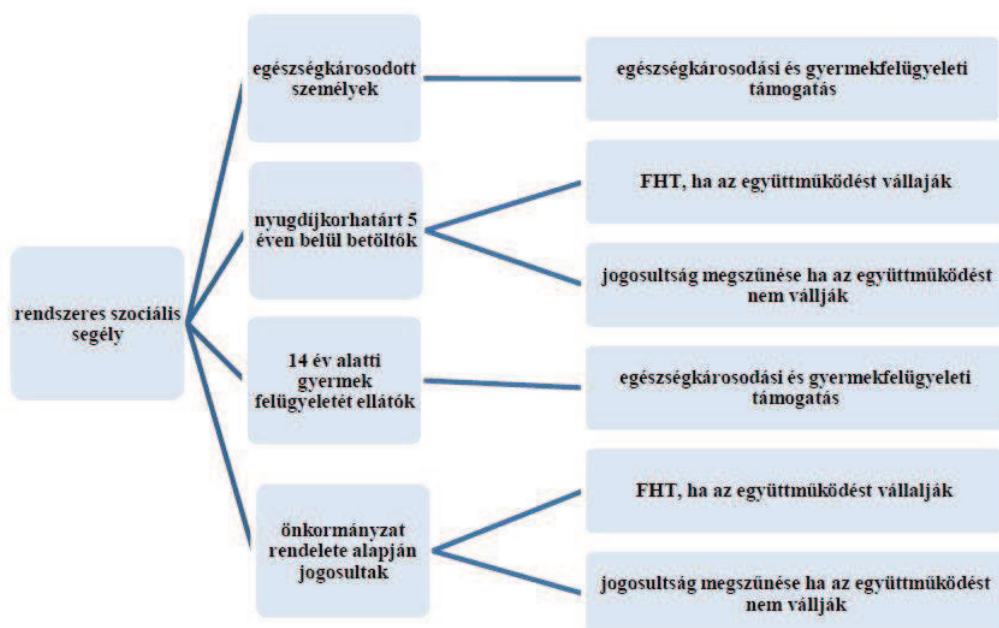 rendszeres szociális
segély
egészségkárosodott
személyek
egészségkárosodási és gyermekfelügyeleti
támogatás
nyugdíjkorhatárt 5
éven belül betöltők
FHT, ha az együttműködést vállaják
jogosultság megszűnése ha az együttműködést
nem vállják
14 év alatti
gyermek
felügyeletét ellátók
egészségkárosodási és gyermekfelügyeleti
támogatás
önkormányzat
rendelete alapján
jogosultak
FHT, ha az együttműködést vállalják
jogosultság megszűnése ha az együttműködést
nem vállják